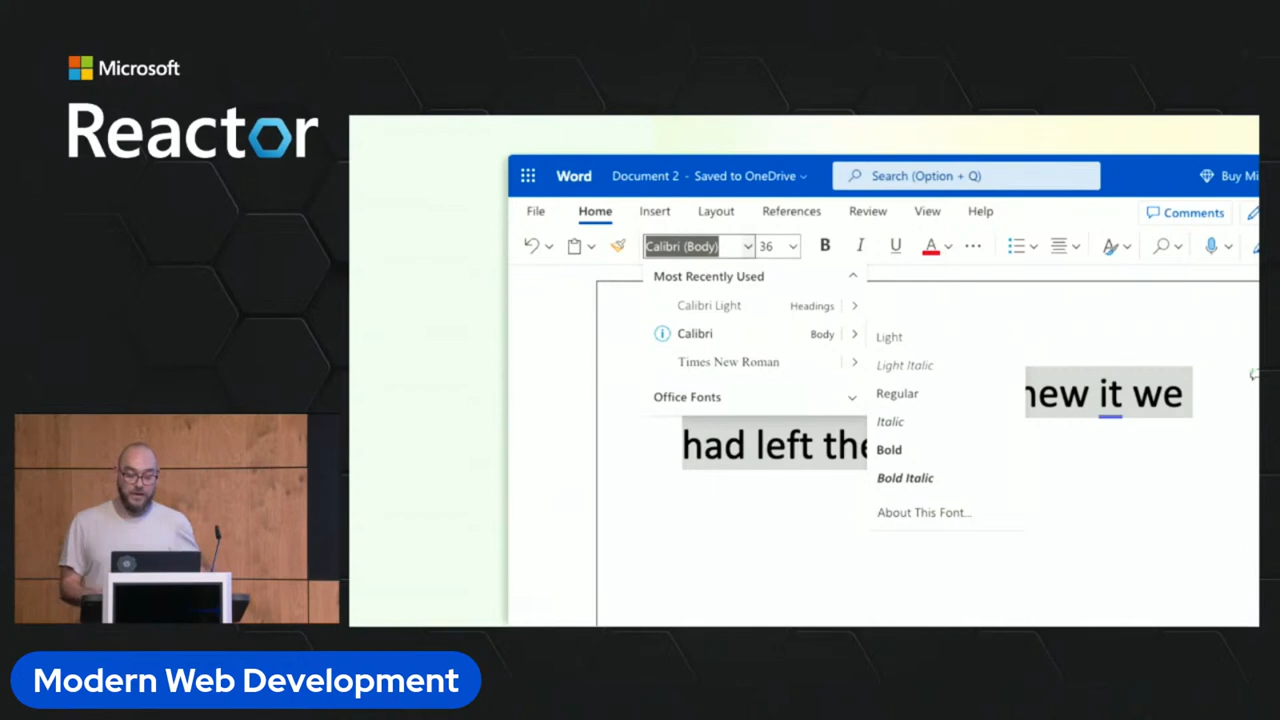 Microsoft
Reactor
Word Document 2 - Saved to OneDrive Search (Option + Q) Buy Mi
File Home Insert Layout References Review View Help Comments
Calibri (Body) 36 B I U A ...
Most Recently Used
Calibri Light Headings
Calibri Body
Times New Roman
Office Fonts
Light
Light Italic
Regular
Italic
Bold
Bold Italic
About This Font...
new it we
had left the
Modern Web Development